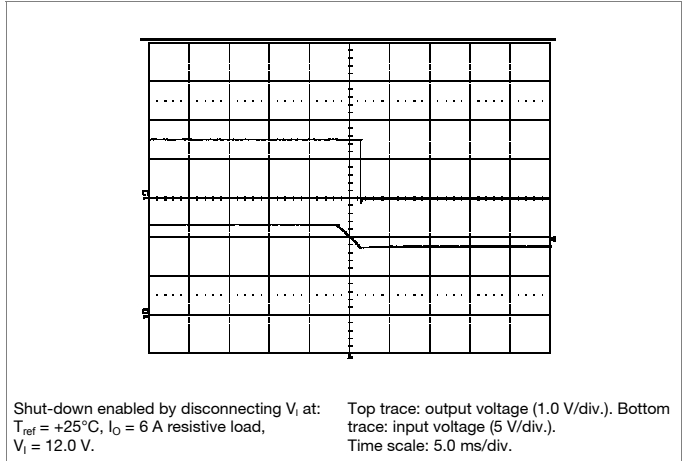 Shut-down enabled by disconnecting V_I at:
T_ref = +25°C, I_O = 6 A resistive load,
V_I = 12.0 V.
Top trace: output voltage (1.0 V/div.). Bottom
trace: input voltage (5 V/div.).
Time scale: 5.0 ms/div.